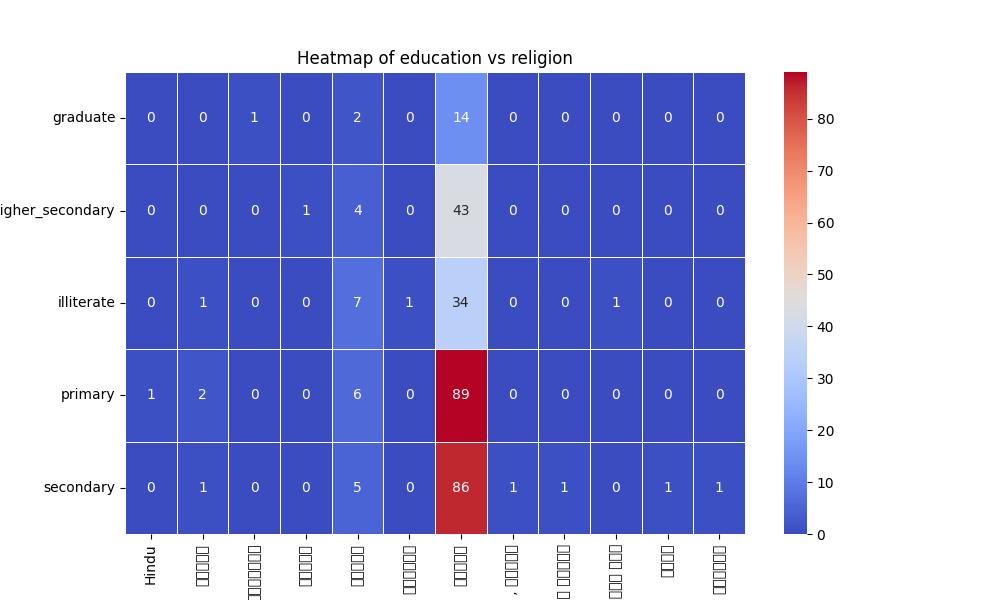 Heatmap of education vs religion
graduate 0 0 1 0 2 0 14 0 0 0 0 0
igher_secondary 0 0 0 1 4 0 43 0 0 0 0 0
illiterate 0 1 0 0 7 1 34 0 0 1 0 0
primary 1 2 0 0 6 0 89 0 0 0 0 0
secondary 0 1 0 0 5 0 86 1 1 0 1 1
Hindu
80
70
60
50
40
30
20
10
0